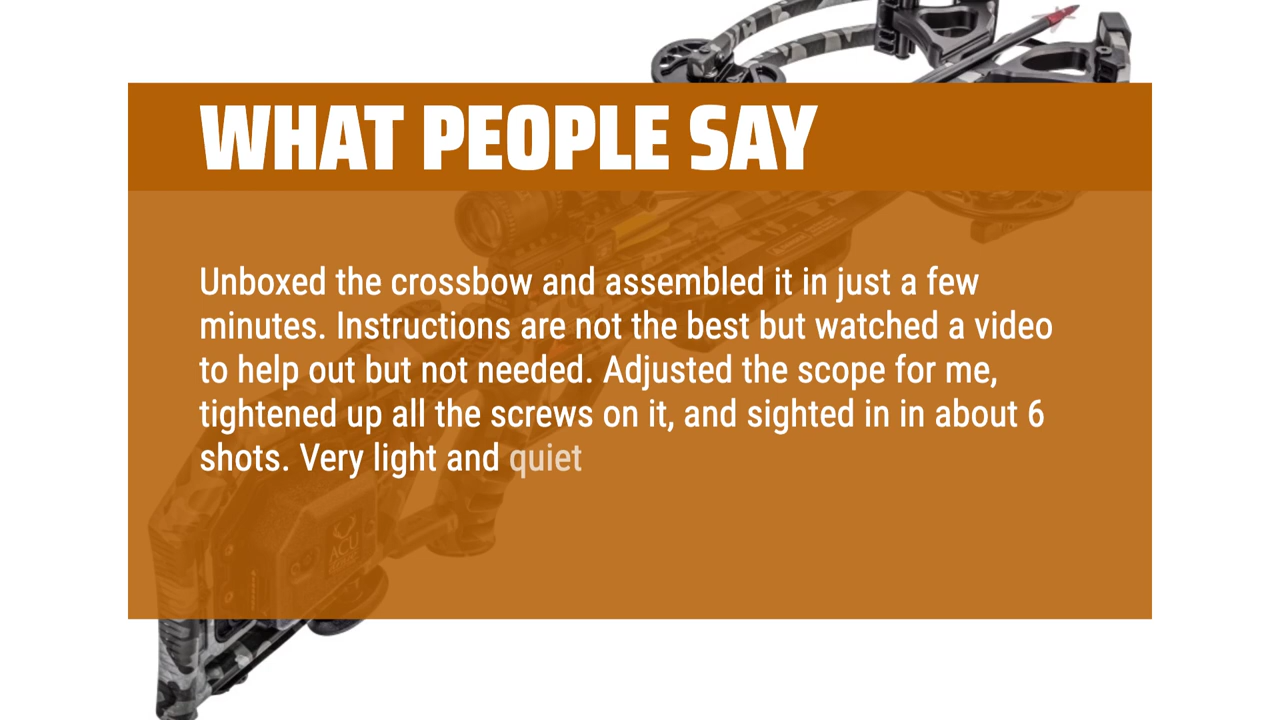 WHAT PEOPLE SAY
Unboxed the crossbow and assembled it in just a few
minutes. Instructions are not the best but watched a video
to help out but not needed. Adjusted the scope for me,
tightened up all the screws on it, and sighted in in about 6
shots. Very light and quiet
ACU